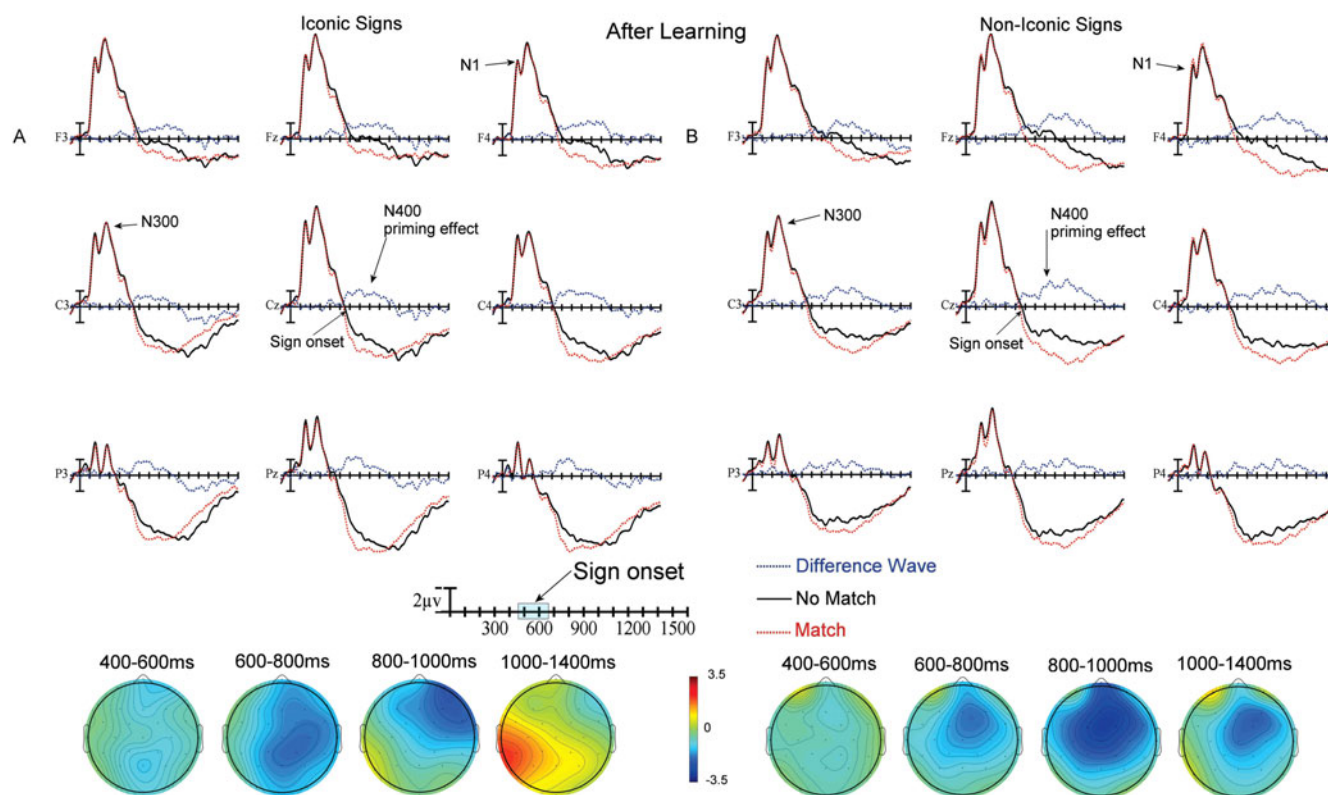 Iconic Signs
After Learning
Non-Iconic Signs
N1
N1
A
F3
Fz
F4
B
F3
Fz
F4
N300
N400
priming effect
N300
N400
priming effect
C3
Cz
C4
C3
Cz
C4
Sign onset
Sign onset
P3
Pz
P4
P3
Pz
P4
Sign onset
2μv
300 600 900 1200 1500
Difference Wave
No Match
Match
400-600ms
600-800ms
800-1000ms
1000-1400ms
3.5
0
-3.5
400-600ms
600-800ms
800-1000ms
1000-1400ms